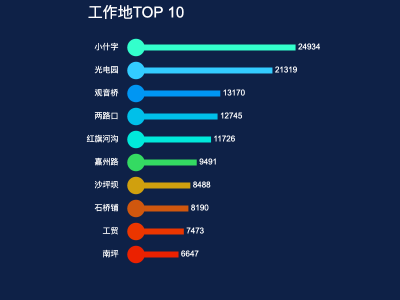 工作地TOP 10
小什字 24934
光电园 21319
观音桥 13170
两路口 12745
红旗河沟 11726
嘉州路 9491
沙坪坝 8488
石桥铺 8190
工贸 7473
南坪 6647